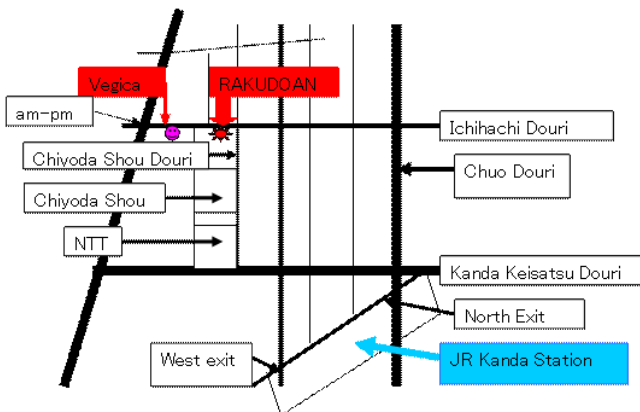 Vegica
RAKUDOAN
am-pm
Ichihachi Douri
Chiyoda Shou Douri
Chuo Douri
Chiyoda Shou
NTT
Kanda Keisatsu Douri
North Exit
West exit
JR Kanda Station